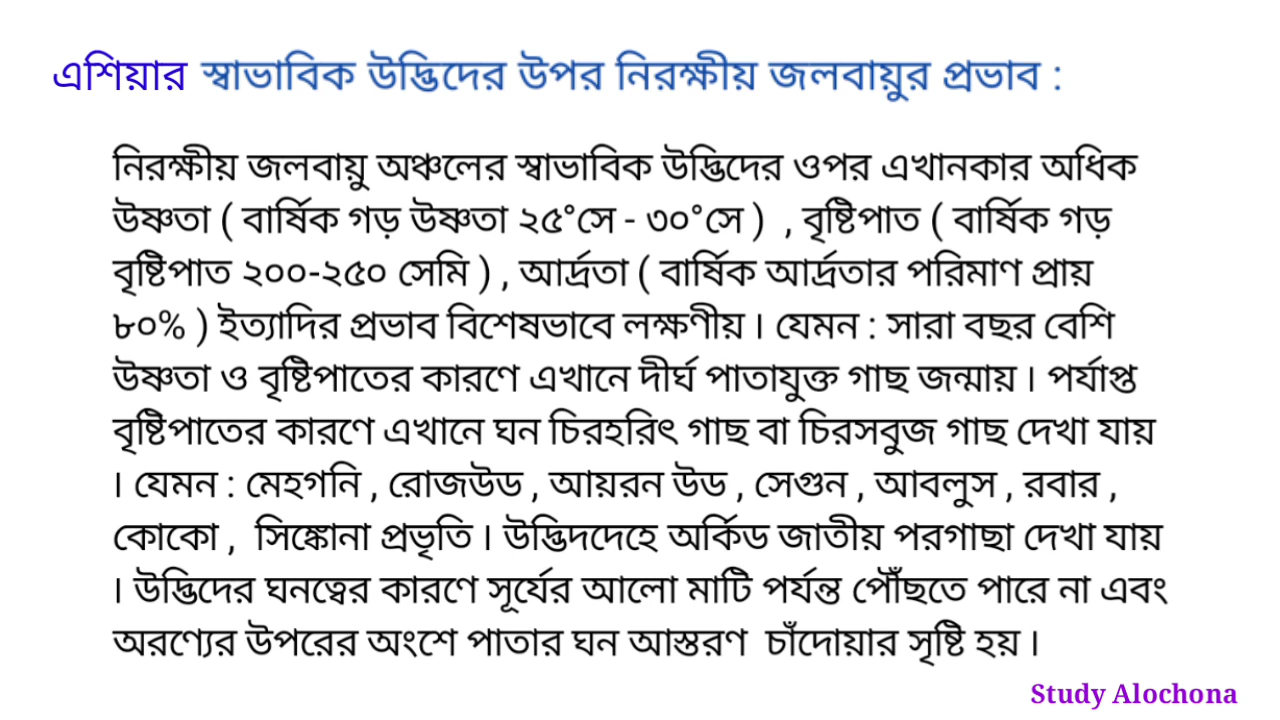 এশিয়ার স্বাভাবিক উদ্ভিদের উপর নিরক্ষীয় জলবায়ুর প্রভাব :
নিরক্ষীয় জলবায়ু অঞ্চলের স্বাভাবিক উদ্ভিদের ওপর এখানকার অধিক
উষ্ণতা ( বার্ষিক গড় উষ্ণতা ২৫°সে - ৩০°সে ) , বৃষ্টিপাত ( বার্ষিক গড়
বৃষ্টিপাত ২০০-২৫০ সেমি ) , আর্দ্রতা ( বার্ষিক আর্দ্রতার পরিমাণ প্রায়
৮০% ) ইত্যাদির প্রভাব বিশেষভাবে লক্ষণীয় । যেমন : সারা বছর বেশি
উষ্ণতা ও বৃষ্টিপাতের কারণে এখানে দীর্ঘ পাতাযুক্ত গাছ জন্মায় । পর্যাপ্ত
বৃষ্টিপাতের কারণে এখানে ঘন চিরহরিৎ গাছ বা চিরসবুজ গাছ দেখা যায়
। যেমন : মেহগনি , রোজউড , আয়রন উড , সেগুন , আবলুস , রবার ,
কোকো , সিঙ্কোনা প্রভৃতি । উদ্ভিদদেহে অর্কিড জাতীয় পরগাছা দেখা যায়
। উদ্ভিদের ঘনত্বের কারণে সূর্যের আলো মাটি পর্যন্ত পৌঁছতে পারে না এবং
অরণ্যের উপরের অংশে পাতার ঘন আস্তরণ চাঁদোয়ার সৃষ্টি হয় ।
Study Alochona